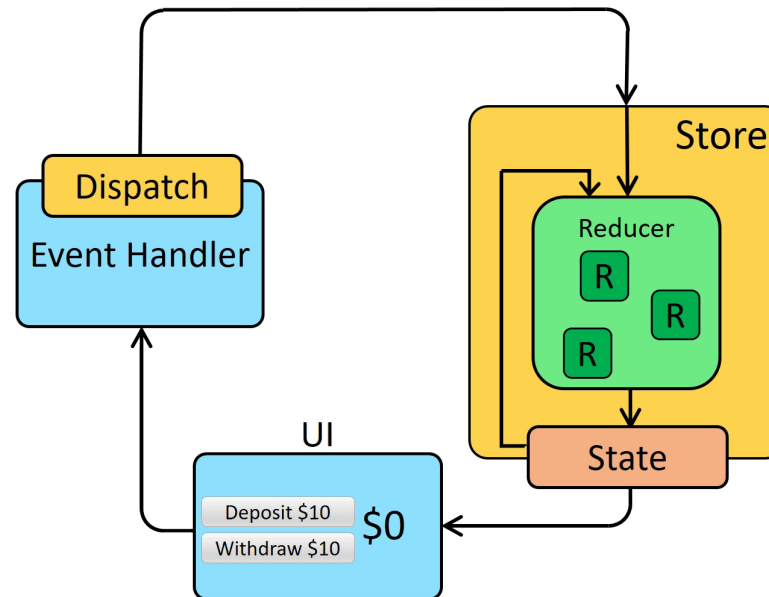 Store
Dispatch
Event Handler
Reducer
R
R
R
State
UI
Deposit $10
Withdraw $10
$0